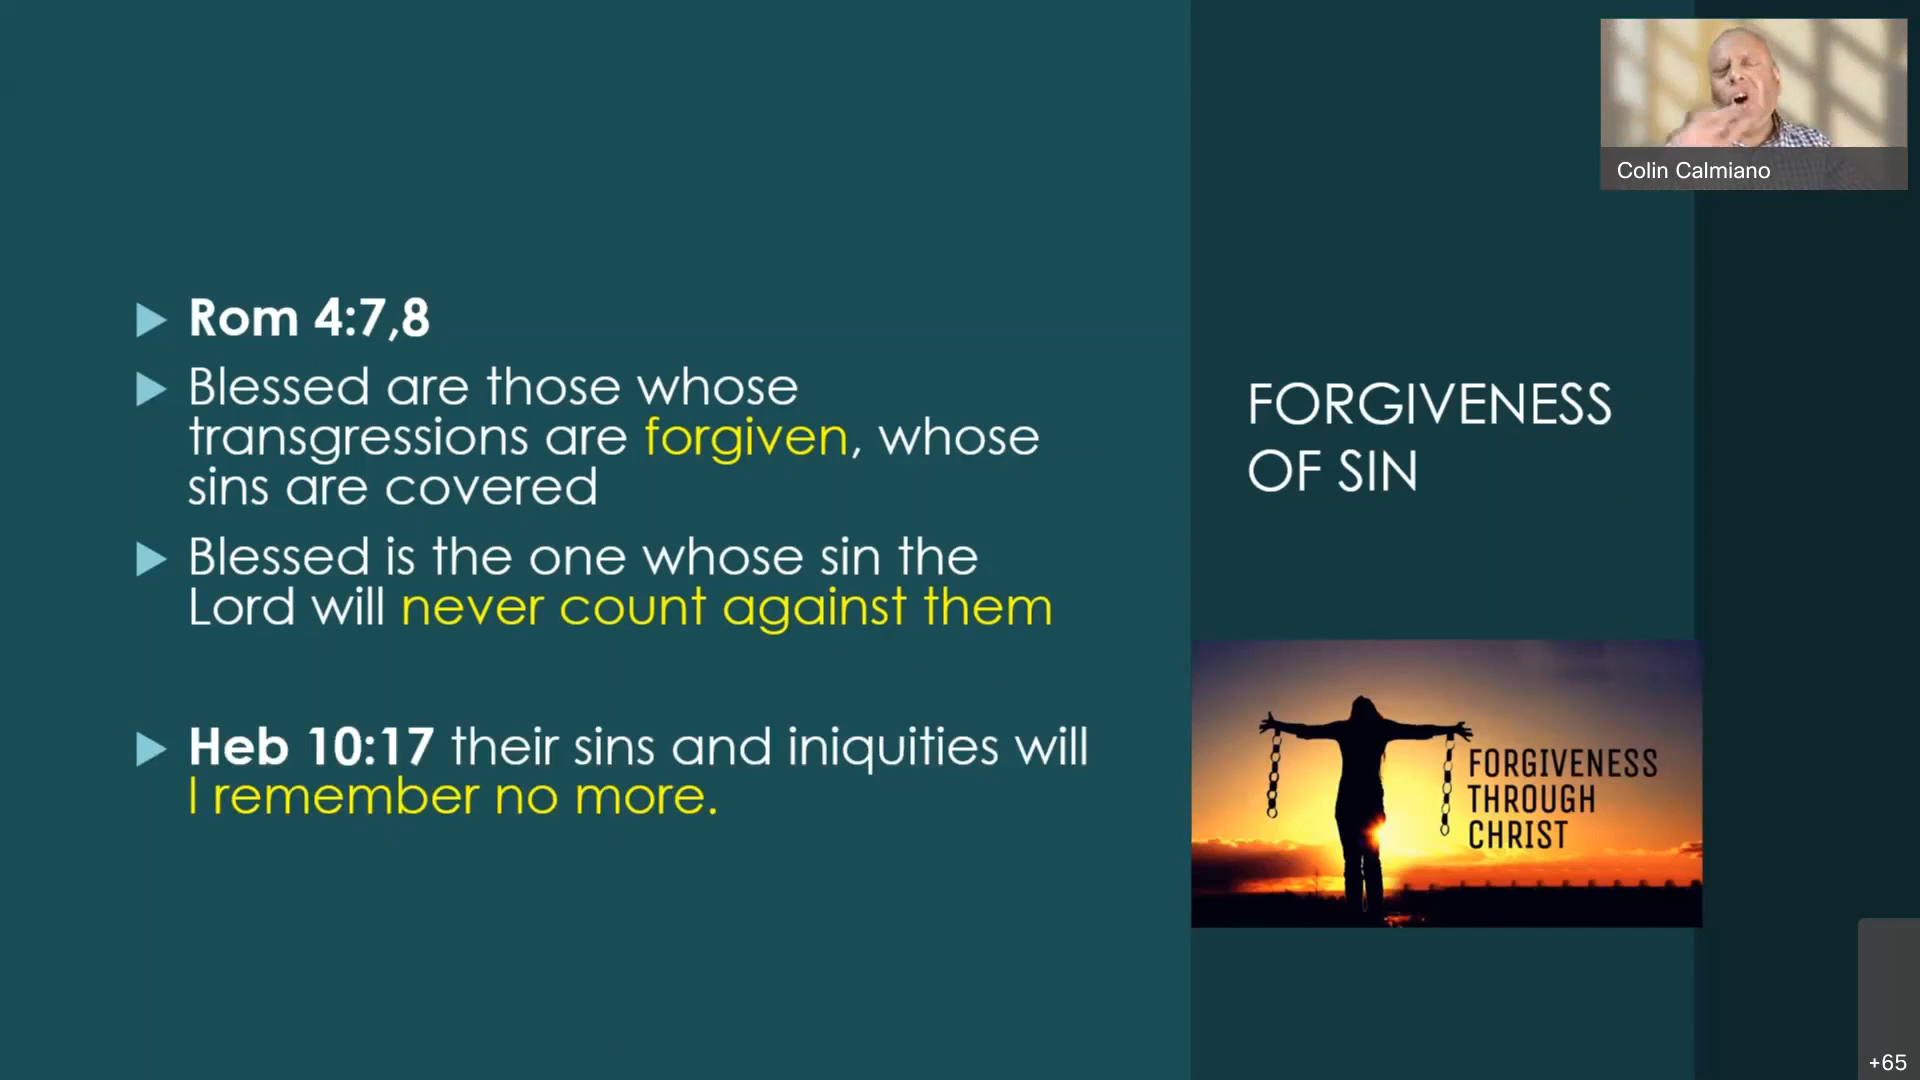 Rom 4:7,8
Blessed are those whose
transgressions are forgiven, whose
sins are covered
Blessed is the one whose sin the
Lord will never count against them
Heb 10:17 their sins and iniquities will
I remember no more.
FORGIVENESS
OF SIN
FORGIVENESS
THROUGH
CHRIST
Colin Calmiano
+65